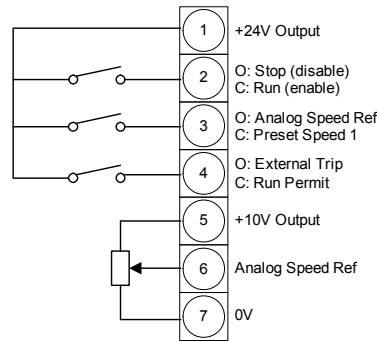 1 +24V Output
2 O: Stop (disable)
C: Run (enable)
3 O: Analog Speed Ref
C: Preset Speed 1
4 O: External Trip
C: Run Permit
5 +10V Output
6 Analog Speed Ref
7 0V